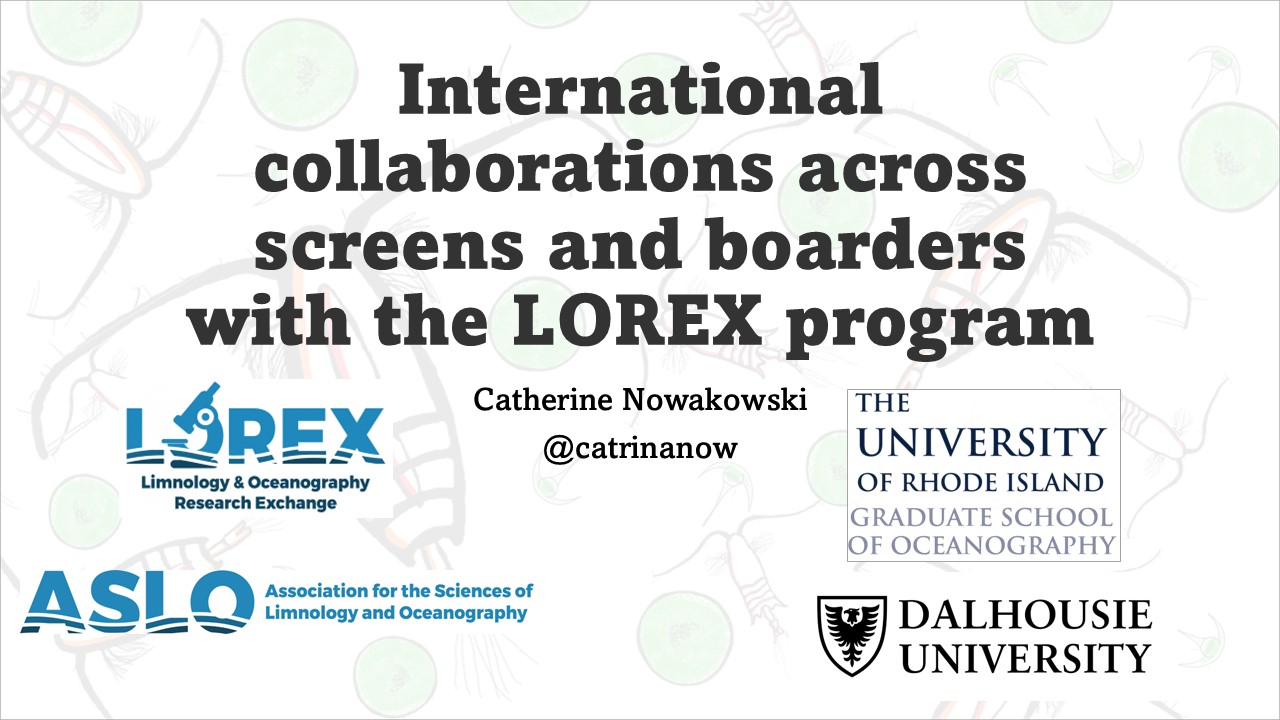 International
collaborations across
screens and boarders
with the LOREX program
Catherine Nowakowski
@catrinanow
LOREX
Limnology & Oceanography
Research Exchange
THE
UNIVERSITY
OF RHODE ISLAND
GRADUATE SCHOOL
OF OCEANOGRAPHY
ASLO
Association for the Sciences of
Limnology and Oceanography
DALHOUSIE
UNIVERSITY